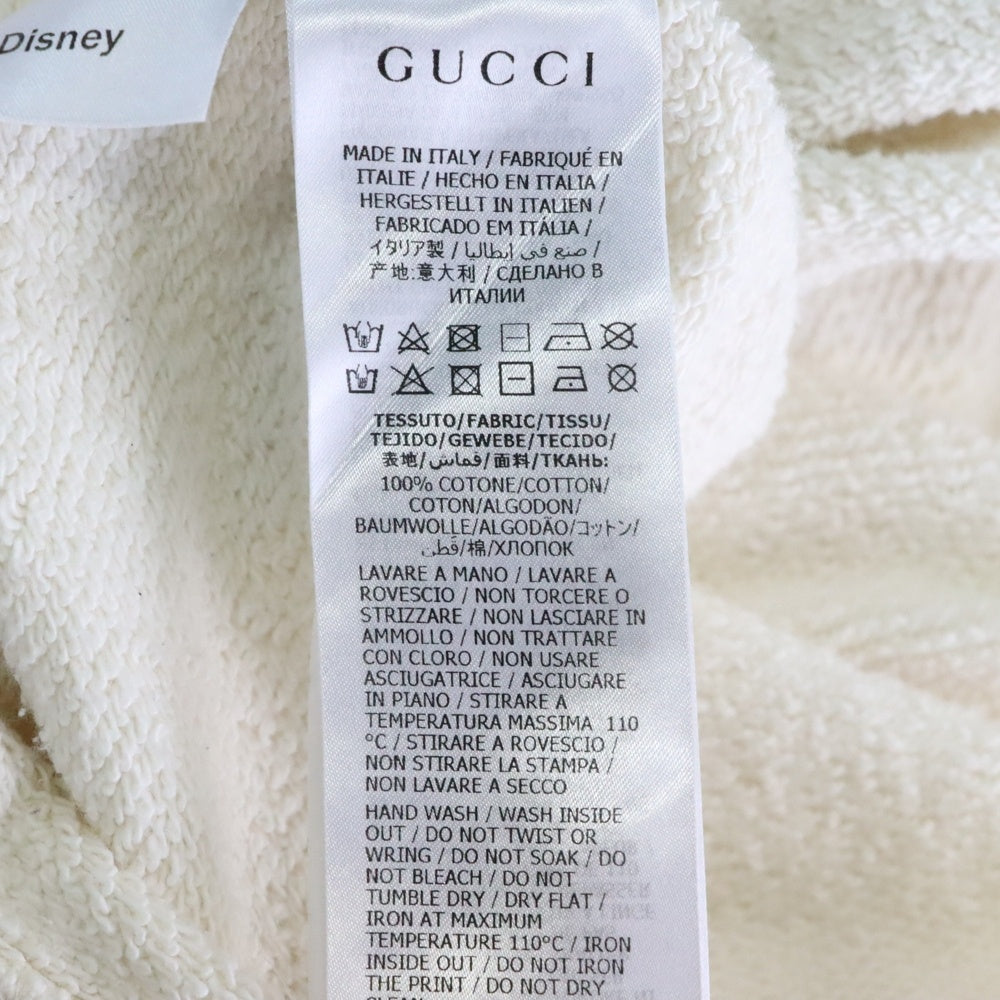 Disney
GUCCI
MADE IN ITALY / FABRIQUÉ EN
ITALIE / HECHO EN ITALIA /
HERGESTELLT IN ITALIEN /
FABRICADO EM ITÁLIA /
イタリア製 / صنع في إيطاليا /
产地:意大利 / СДЕЛАНО В
ИТАЛИИ
TESSUTO/FABRIC/TISSU/
TEJIDO/GEWEBE/TECIDO/
表地/قماش/面料/ТКАНЬ:
100% COTONE/COTTON/
COTON/ALGODON/
BAUMWOLLE/ALGODÃO/コットン/
قطن/棉/ХЛОПОК
LAVARE A MANO / LAVARE A
ROVESCIO / NON TORCERE O
STRIZZARE / NON LASCIARE IN
AMMOLLO / NON TRATTARE
CON CLORO / NON USARE
ASCIUGATRICE / ASCIUGARE
IN PIANO / STIRARE A
TEMPERATURA MASSIMA 110
°C / STIRARE A ROVESCIO /
NON STIRARE LA STAMPA /
NON LAVARE A SECCO
HAND WASH / WASH INSIDE
OUT / DO NOT TWIST OR
WRING / DO NOT SOAK / DO
NOT BLEACH / DO NOT
TUMBLE DRY / DRY FLAT /
IRON AT MAXIMUM
TEMPERATURE 110°C / IRON
INSIDE OUT / DO NOT IRON
THE PRINT / DO NOT DRY
CLEAN